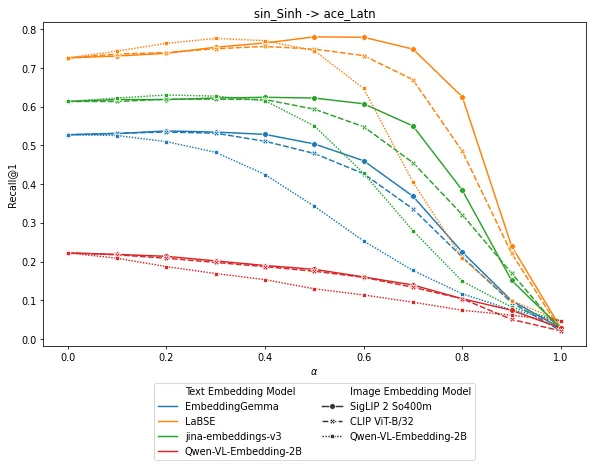 sin_Sinh -> ace_Latn
Recall@1
0.8
0.7
0.6
0.5
0.4
0.3
0.2
0.1
0.0
0.0 0.2 0.4 0.6 0.8 1.0
α
Text Embedding Model
EmbeddingGemma
LaBSE
jina-embeddings-v3
Qwen-VL-Embedding-2B
Image Embedding Model
SigLIP 2 So400m
CLIP ViT-B/32
Qwen-VL-Embedding-2B